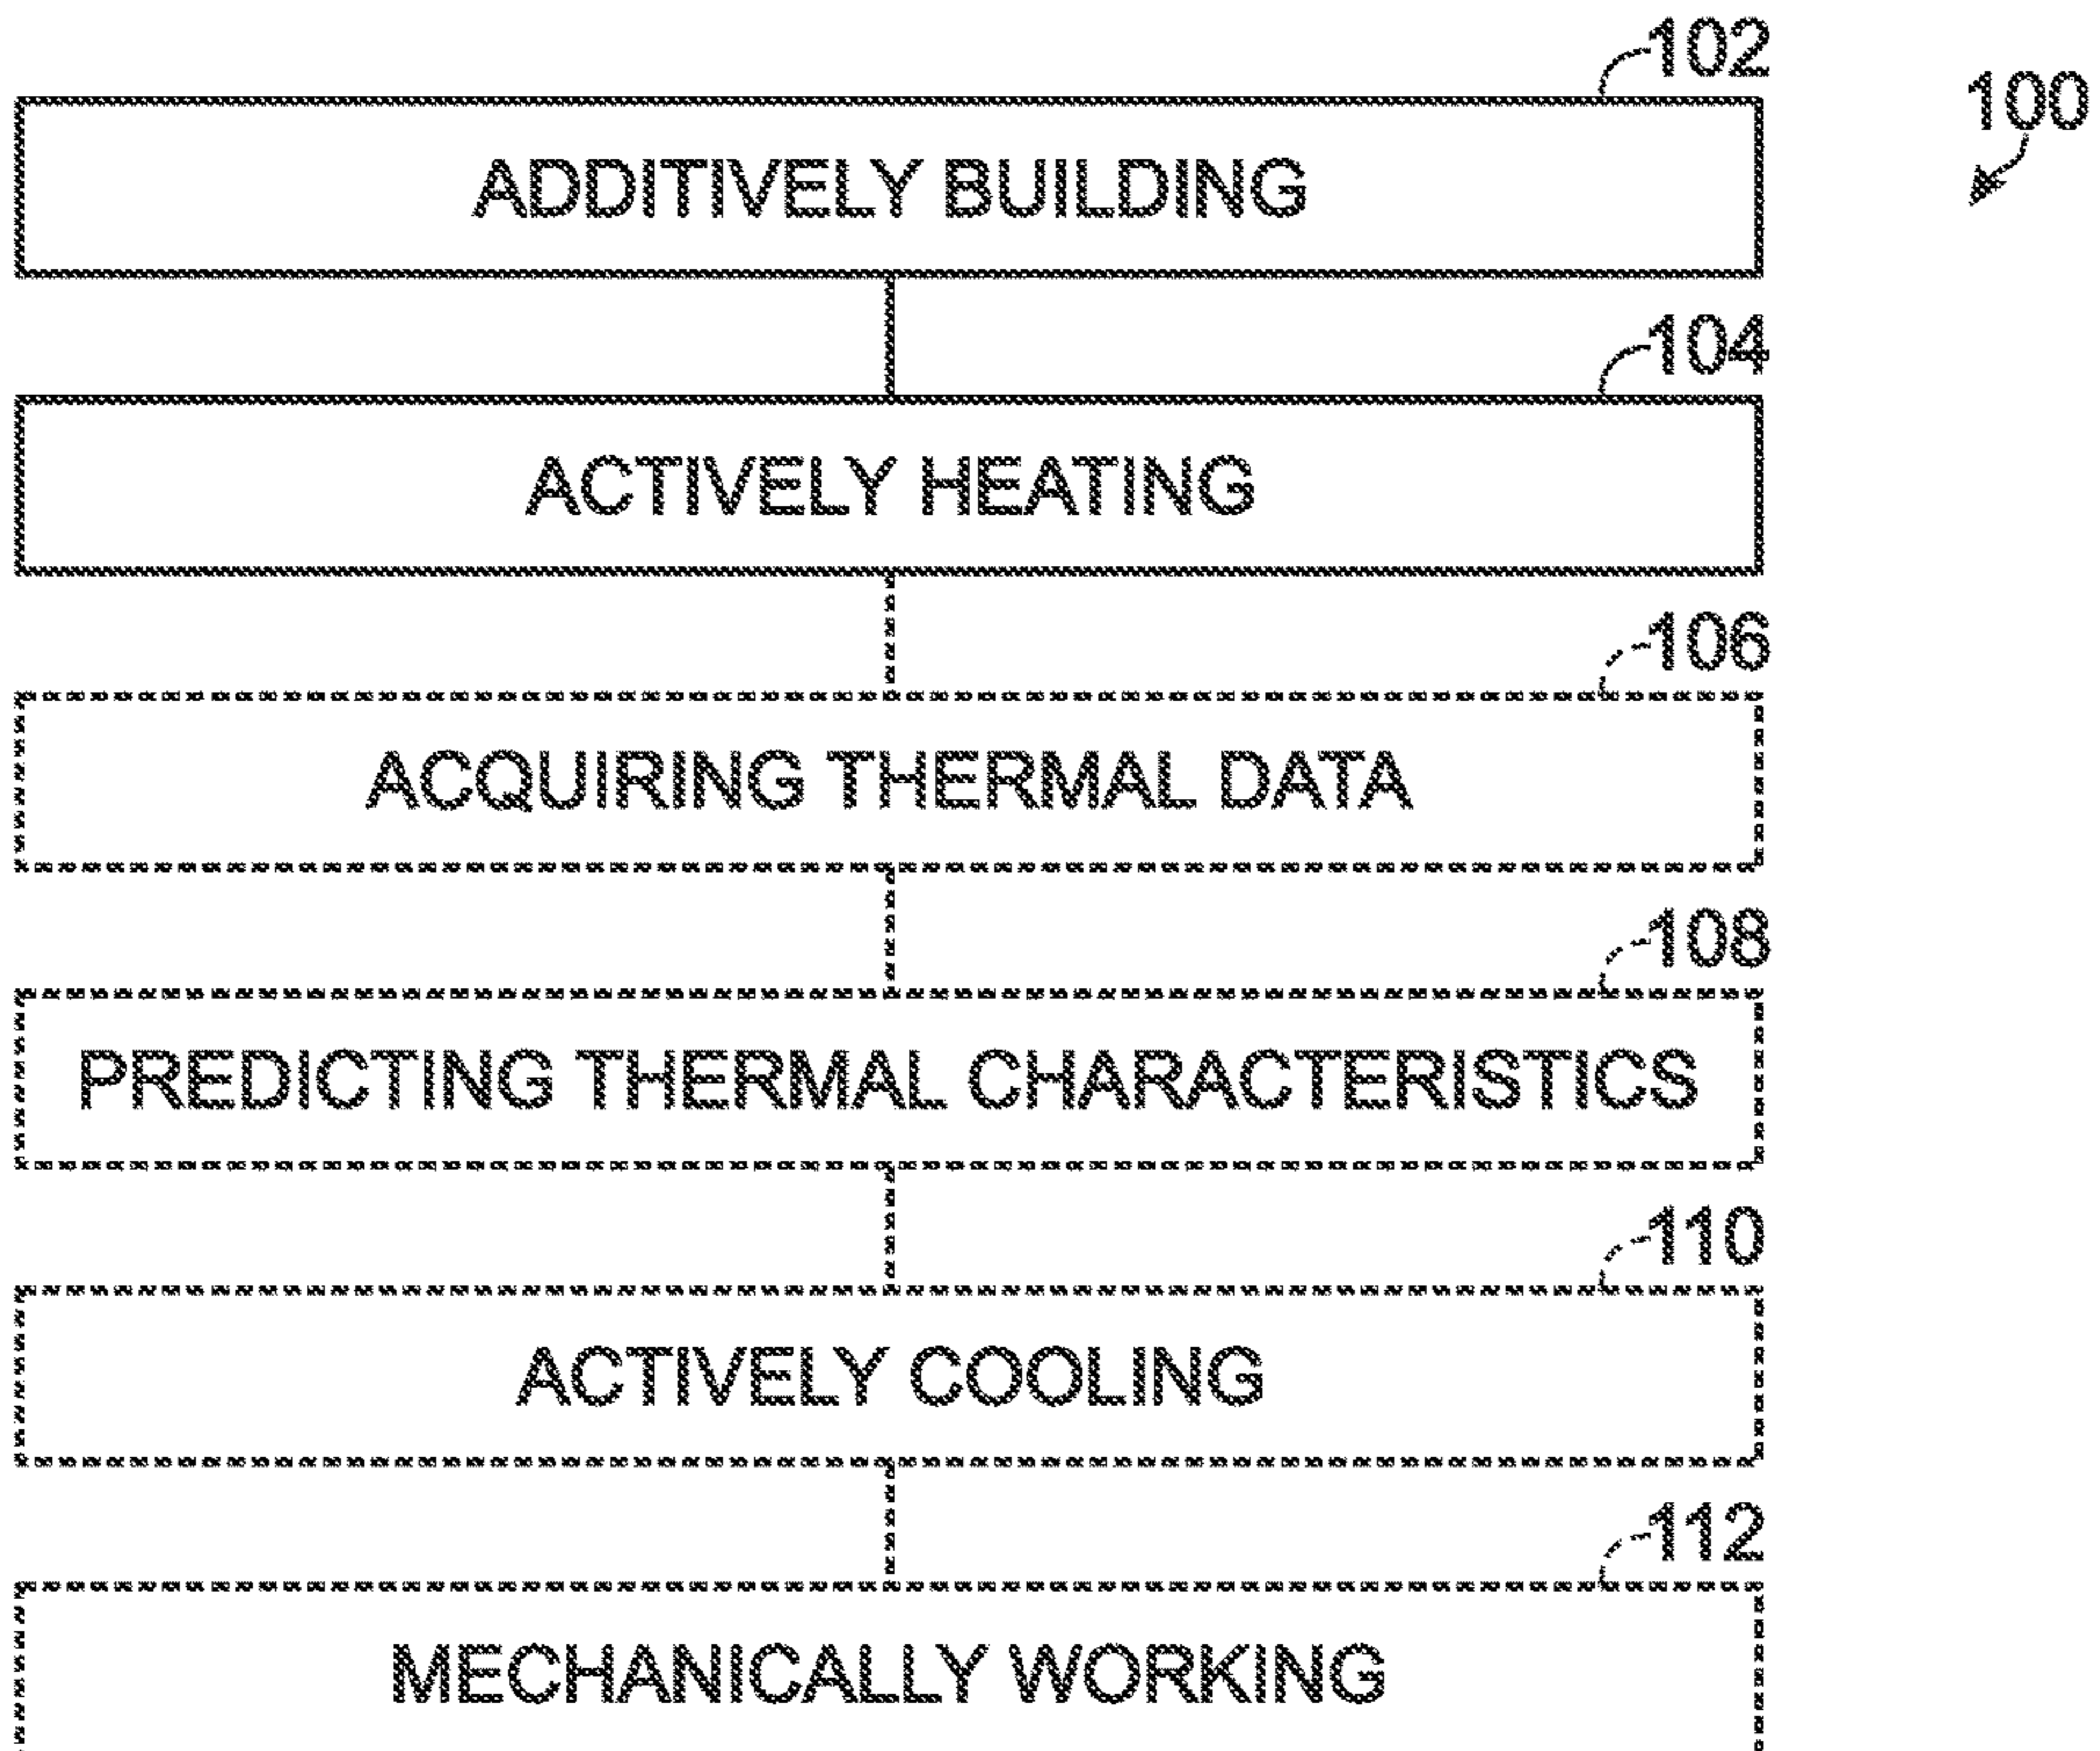 102
100
ADDITIVELY BUILDING
104
ACTIVELY HEATING
106
ACQUIRING THERMAL DATA
108
PREDICTING THERMAL CHARACTERISTICS
110
ACTIVELY COOLING
112
MECHANICALLY WORKING